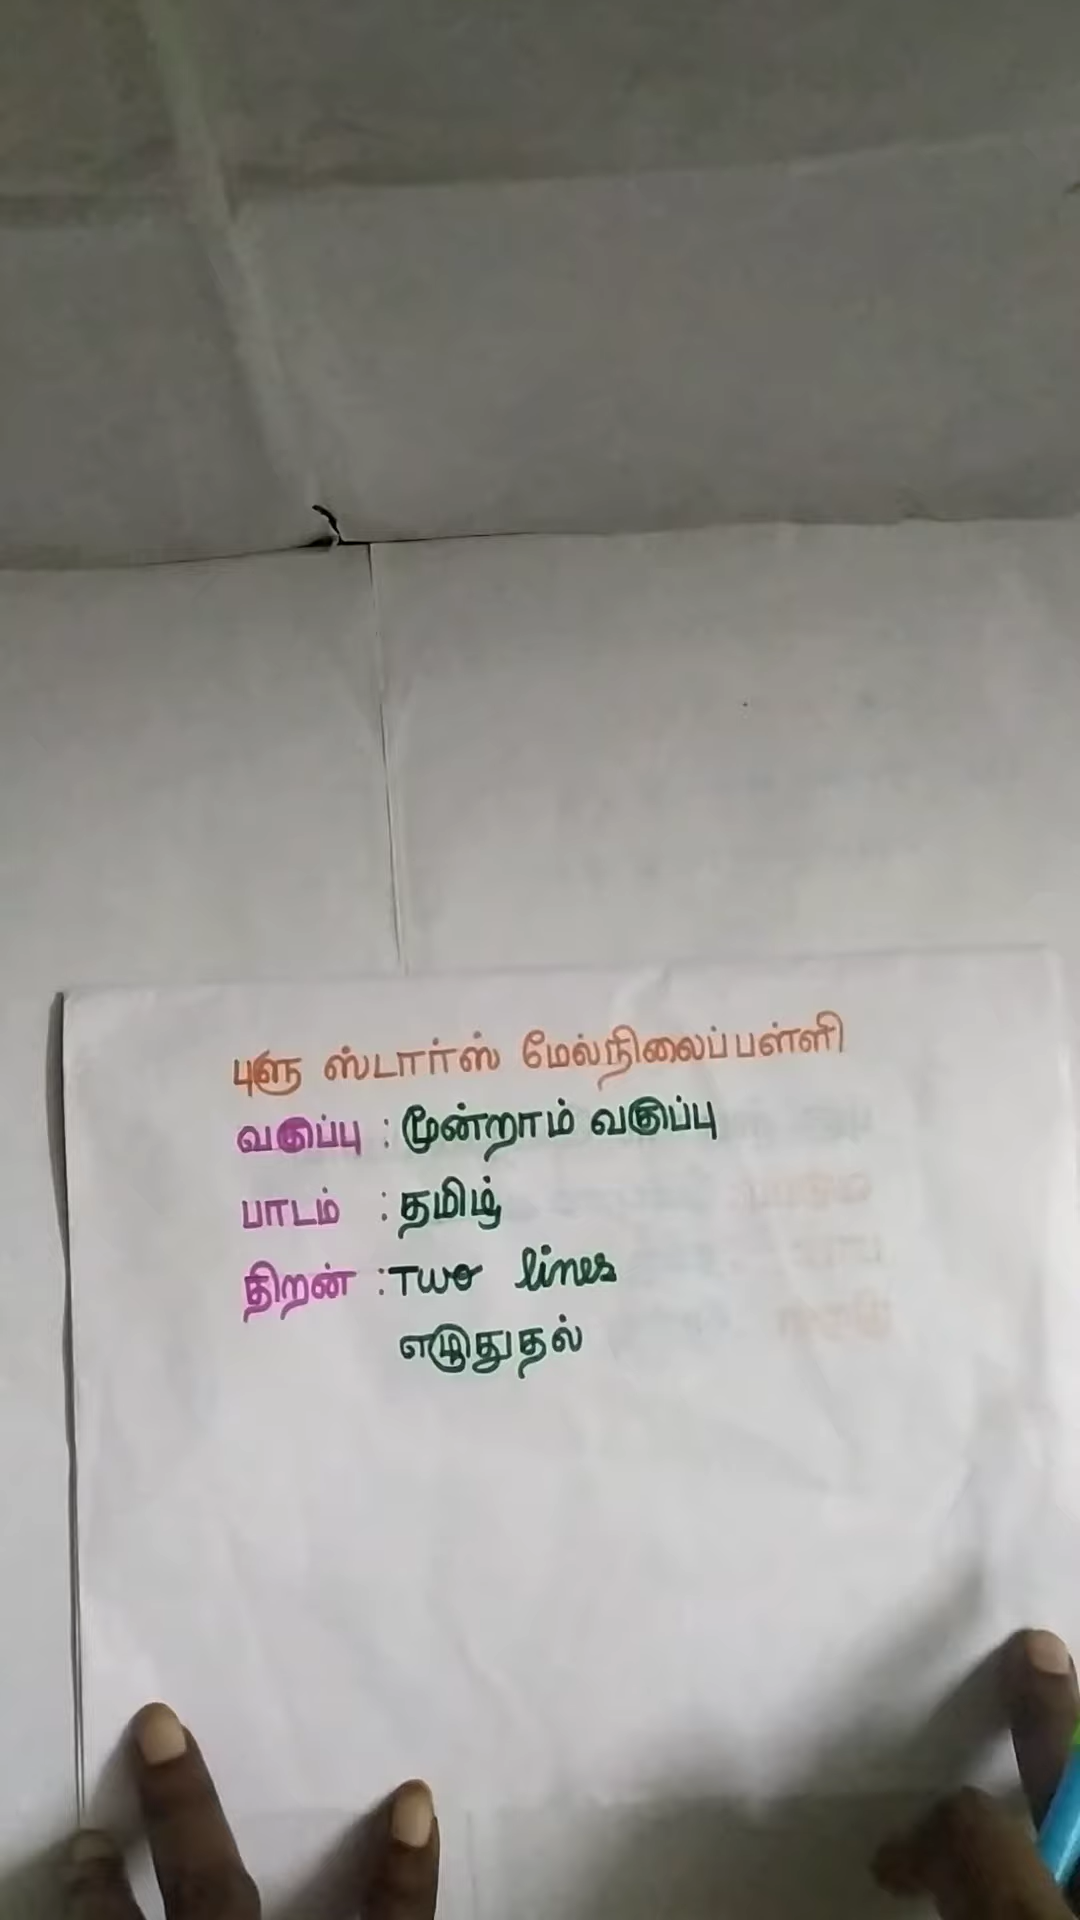 புளூ ஸ்டார்ஸ் மேல்நிலைப்பள்ளி
வகுப்பு : மூன்றாம் வகுப்பு
பாடம் : தமிழ்
திறன் : Two lines
எழுதுதல்